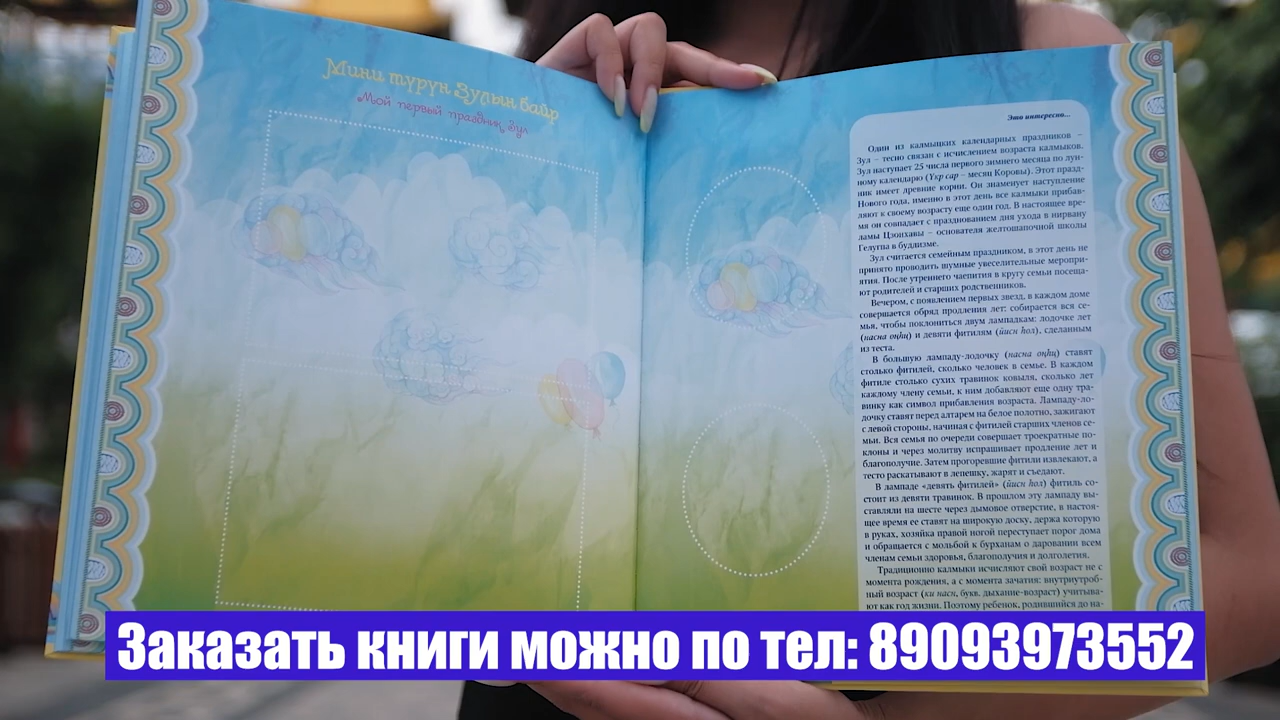 Мини түрүн Зулын байр
Мой первый праздник Зул
Это интересно...
Один из калмыцких календарных праздников –
Зул – тесно связан с исчислением возраста калмыков.
Зул наступает 25 числа первого зимнего месяца по лун-
ному календарю (Үкр сар – месяц Коровы). Этот празд-
ник имеет древние корни. Он знаменует наступление
Нового года, именно в этот день все калмыки прибав-
ляют к своему возрасту еще один год. В настоящее вре-
мя он совпадает с празднованием дня ухода в нирвану
ламы Цзонхавы – основателя желтошапочной школы
Гелугпа в буддизме.
Зул считается семейным праздником, в этот день не
принято проводить шумные увеселительные меропри-
ятия. После утреннего чаепития в кругу семьи посеща-
ют родителей и старших родственников.
Вечером, с появлением первых звезд, в каждом доме
совершается обряд продления лет: собирается вся се-
мья, чтобы поклониться двум лампадкам: лодочке лет
(насна оңһц) и девяти фитилям (йисн һол), сделанным
из теста.
В большую лампаду-лодочку (насна оңһц) ставят
столько фитилей, сколько человек в семье. В каждом
фитиле столько сухих травинок ковыля, сколько лет
каждому члену семьи, к ним добавляют еще одну тра-
винку как символ прибавления возраста. Лампаду-ло-
дочку ставят перед алтарем на белое полотно, зажигают
с левой стороны, начиная с фитилей старших членов се-
мьи. Вся семья по очереди совершает троекратные по-
клоны и через молитву испрашивает продление лет и
благополучие. Затем прогоревшие фитили извлекают, а
тесто раскатывают в лепешку, жарят и съедают.
В лампаде «девять фитилей» (йисн һол) фитиль со-
стоит из девяти травинок. В прошлом эту лампаду вы-
ставляли на шесте через дымовое отверстие, в настоя-
щее время ее ставят на широкую доску, держа которую
в руках, хозяйка правой ногой переступает порог дома
и обращается с мольбой к бурханам о даровании всем
членам семьи здоровья, благополучия и долголетия.
Традиционно калмыки исчисляют свой возраст не с
момента рождения, а с момента зачатия: внутриутроб-
ный возраст (ки насн, букв. дыхание-возраст) учитыва-
ют как год жизни. Поэтому ребенок, родившийся до на-
Заказать книги можно по тел: 89093973552